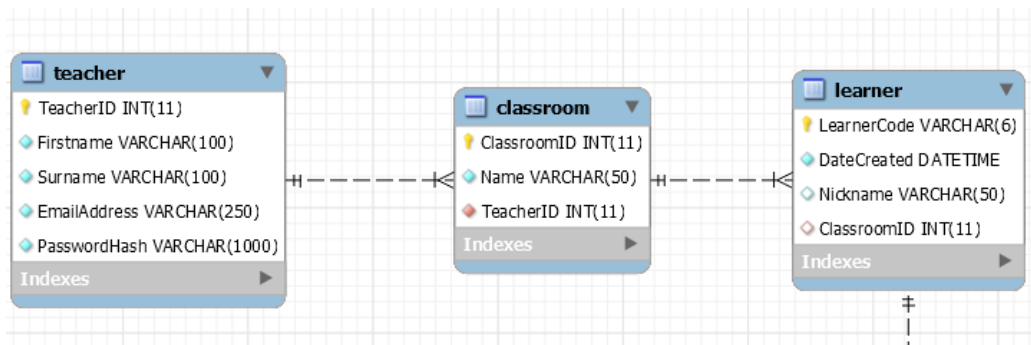 teacher
TeacherID INT(11)
Firstname VARCHAR(100)
Surname VARCHAR(100)
EmailAddress VARCHAR(250)
PasswordHash VARCHAR(1000)
Indexes
classroom
ClassroomID INT(11)
Name VARCHAR(50)
TeacherID INT(11)
Indexes
learner
LearnerCode VARCHAR(6)
DateCreated DATETIME
Nickname VARCHAR(50)
ClassroomID INT(11)
Indexes